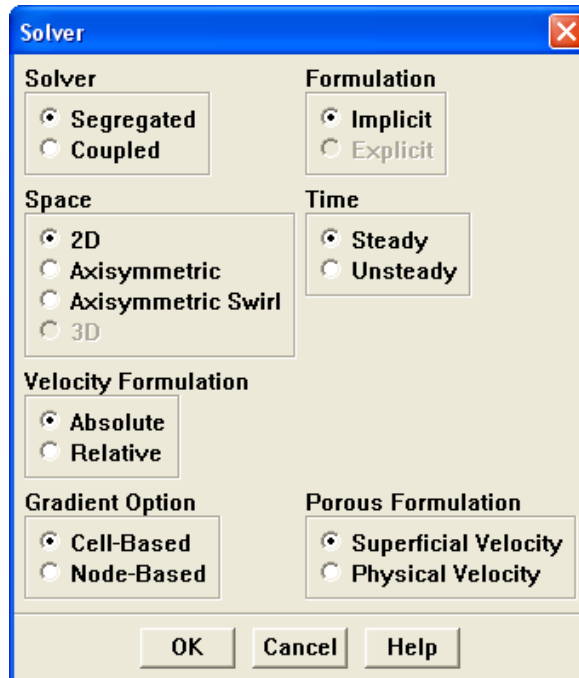 Solver
Solver
Segregated
Coupled
Formulation
Implicit
Explicit
Space
2D
Axisymmetric
Axisymmetric Swirl
3D
Time
Steady
Unsteady
Velocity Formulation
Absolute
Relative
Gradient Option
Cell-Based
Node-Based
Porous Formulation
Superficial Velocity
Physical Velocity
OK
Cancel
Help